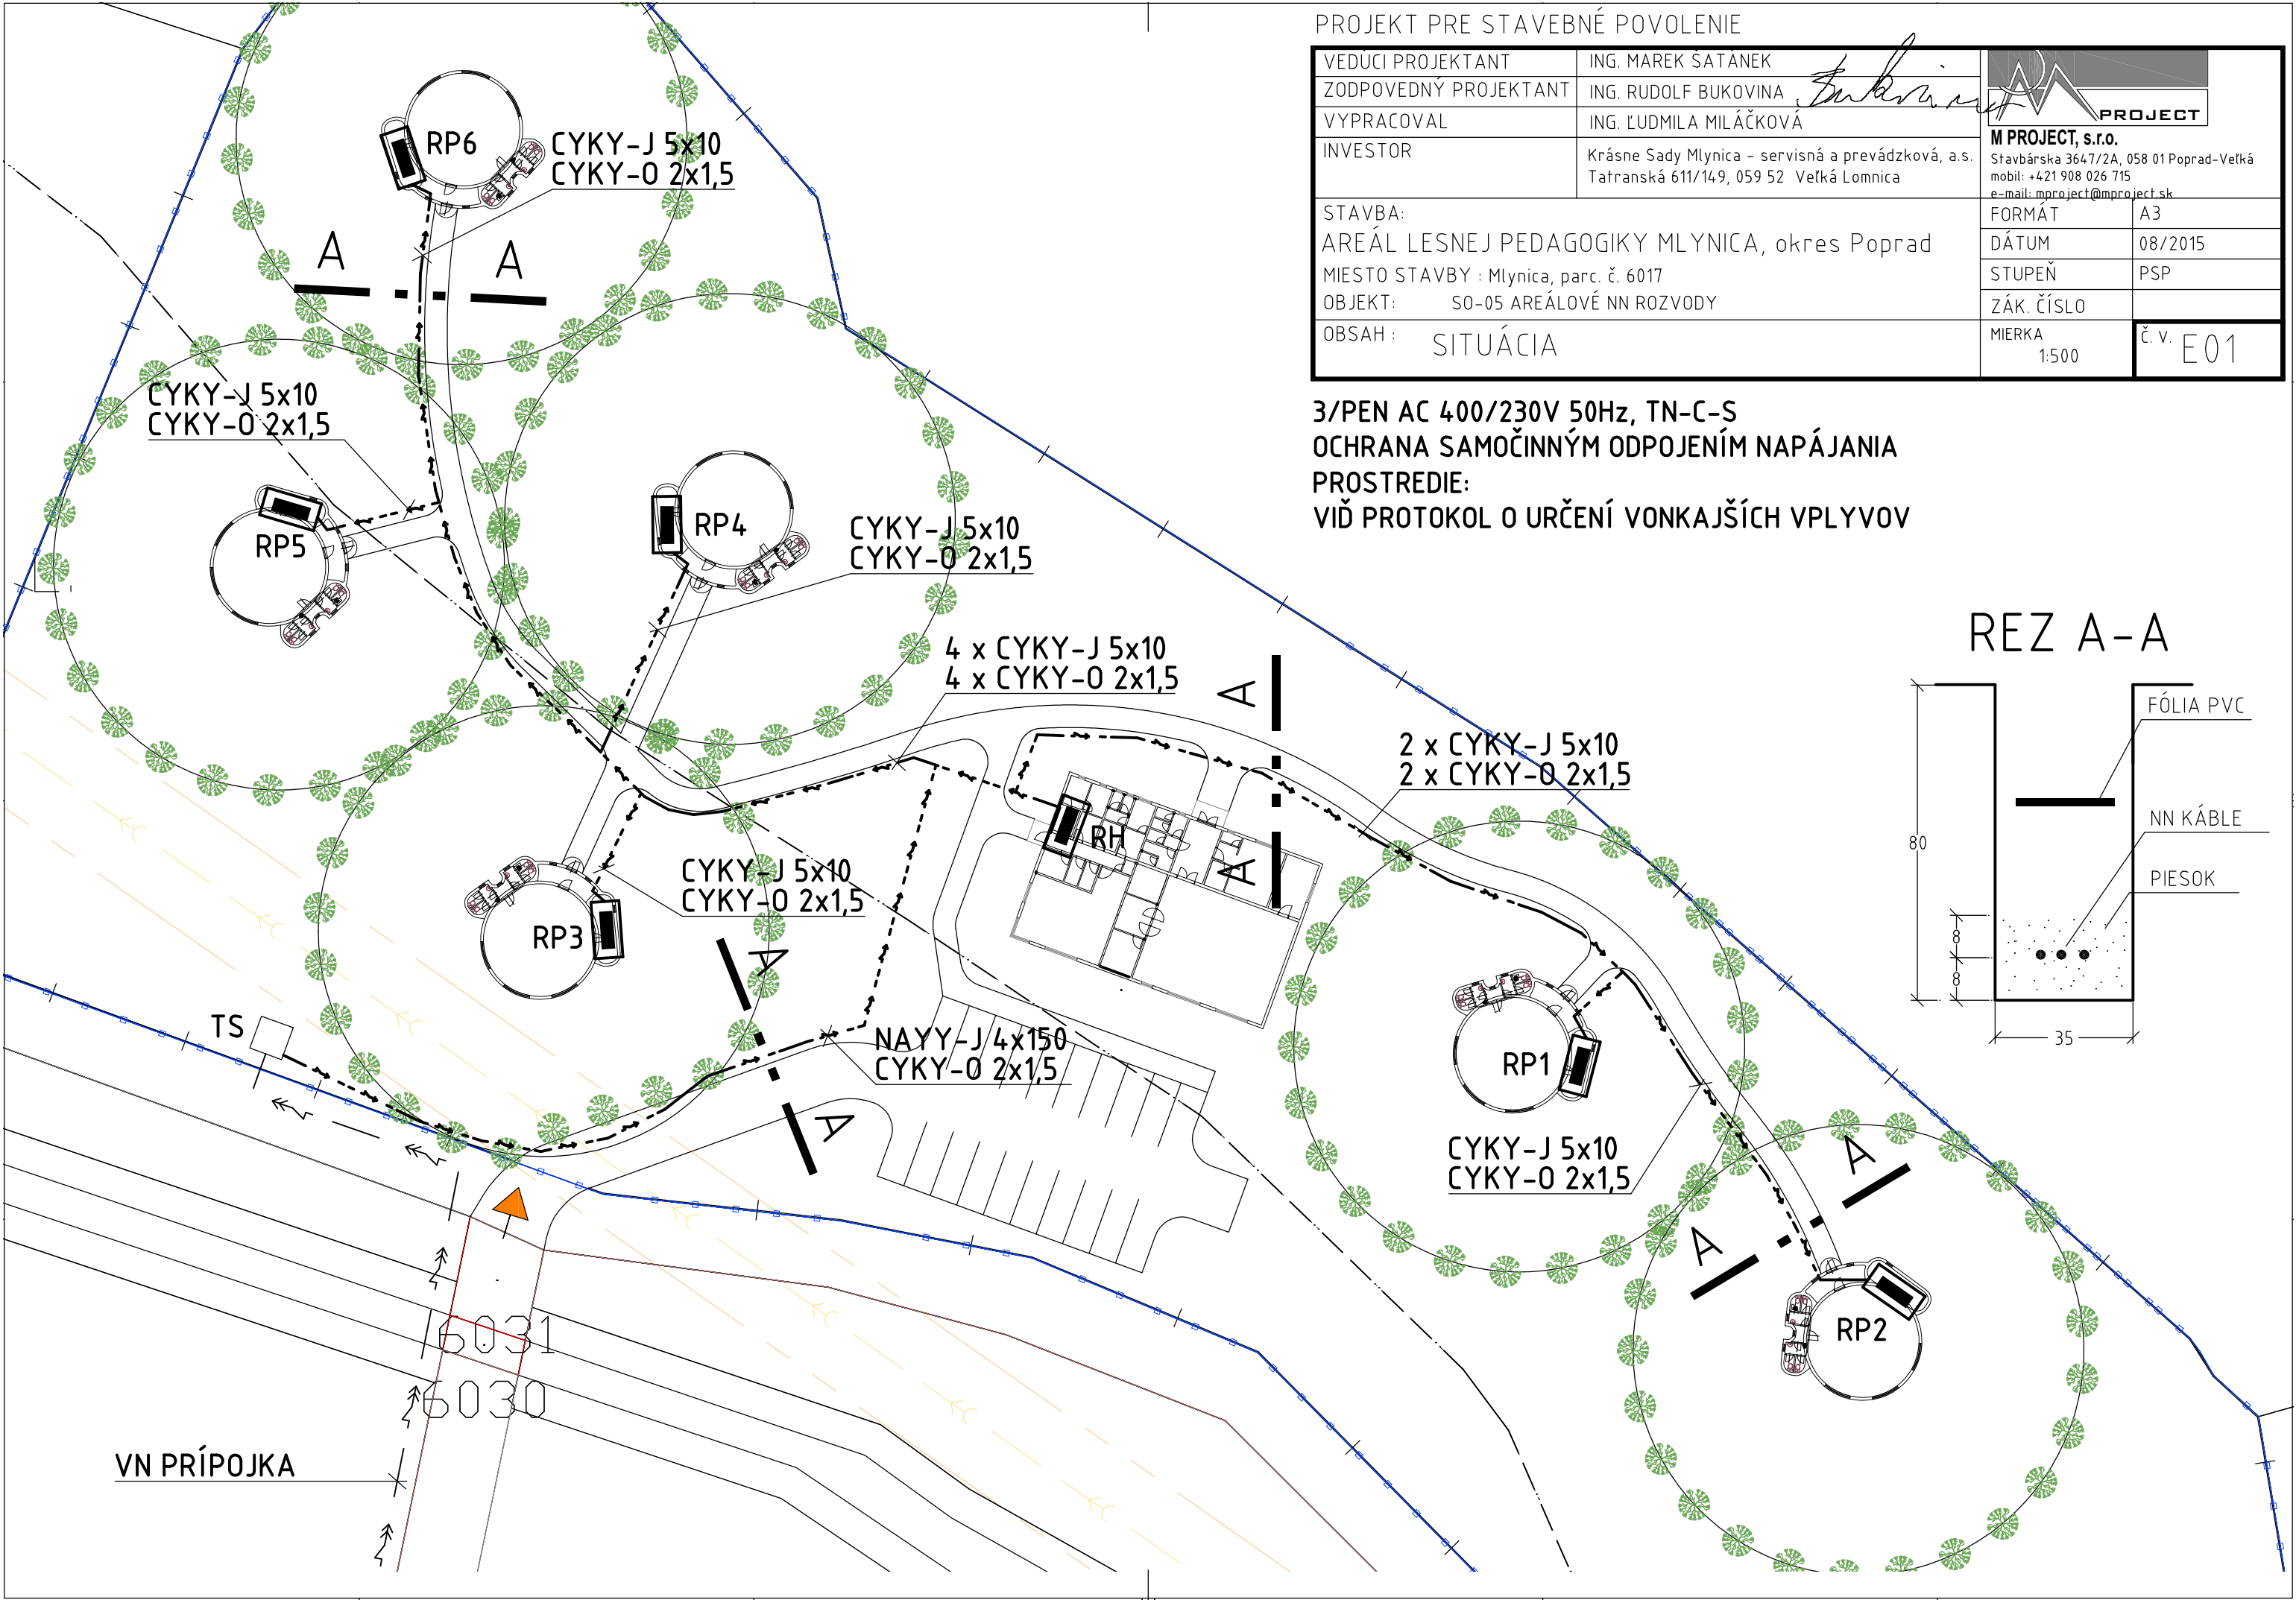 PROJEKT PRE STAVEBNÉ POVOLENIE
VEDÚCI PROJEKTANT
ING. MAREK ŠATÁNEK
ZODPOVEDNÝ PROJEKTANT
ING. RUDOLF BUKOVINA
VYPRACOVAL
ING. ĽUDMILA MILÁČKOVÁ
INVESTOR
Krásne Sady Mlynica - servisná a prevádzková, a.s.
Tatranská 611/149, 059 52 Veľká Lomnica
PROJECT
M PROJECT, s.r.o.
Stavbárska 3647/2A, 058 01 Poprad-Veľká
mobil: +421 908 026 715
e-mail: mproject@mproject.sk
STAVBA:
AREÁL LESNEJ PEDAGOGIKY MLYNICA, okres Poprad
MIESTO STAVBY : Mlynica, parc. č. 6017
OBJEKT: SO-05 AREÁLOVÉ NN ROZVODY
OBSAH : SITUÁCIA
FORMÁT A3
DÁTUM 08/2015
STUPEŇ PSP
ZÁK. ČÍSLO
MIERKA
1:500
Č. V. E01
3/PEN AC 400/230V 50Hz, TN-C-S
OCHRANA SAMOČINNÝM ODPOJENÍM NAPÁJANIA
PROSTREDIE:
VIĎ PROTOKOL O URČENÍ VONKAJŠÍCH VPLYVOV
RP6
CYKY-J 5x10
CYKY-O 2x1,5
A
A
CYKY-J 5x10
CYKY-O 2x1,5
RP5
RP4
CYKY-J 5x10
CYKY-O 2x1,5
4 x CYKY-J 5x10
4 x CYKY-O 2x1,5
A
2 x CYKY-J 5x10
2 x CYKY-O 2x1,5
RH
A
CYKY-J 5x10
CYKY-O 2x1,5
RP3
A
TS
NAYY-J 4x150
CYKY-O 2x1,5
A
RP1
CYKY-J 5x10
CYKY-O 2x1,5
A
A
RP2
6031
6030
VN PRÍPOJKA
REZ A-A
FÓLIA PVC
NN KÁBLE
PIESOK
80
8
8
35